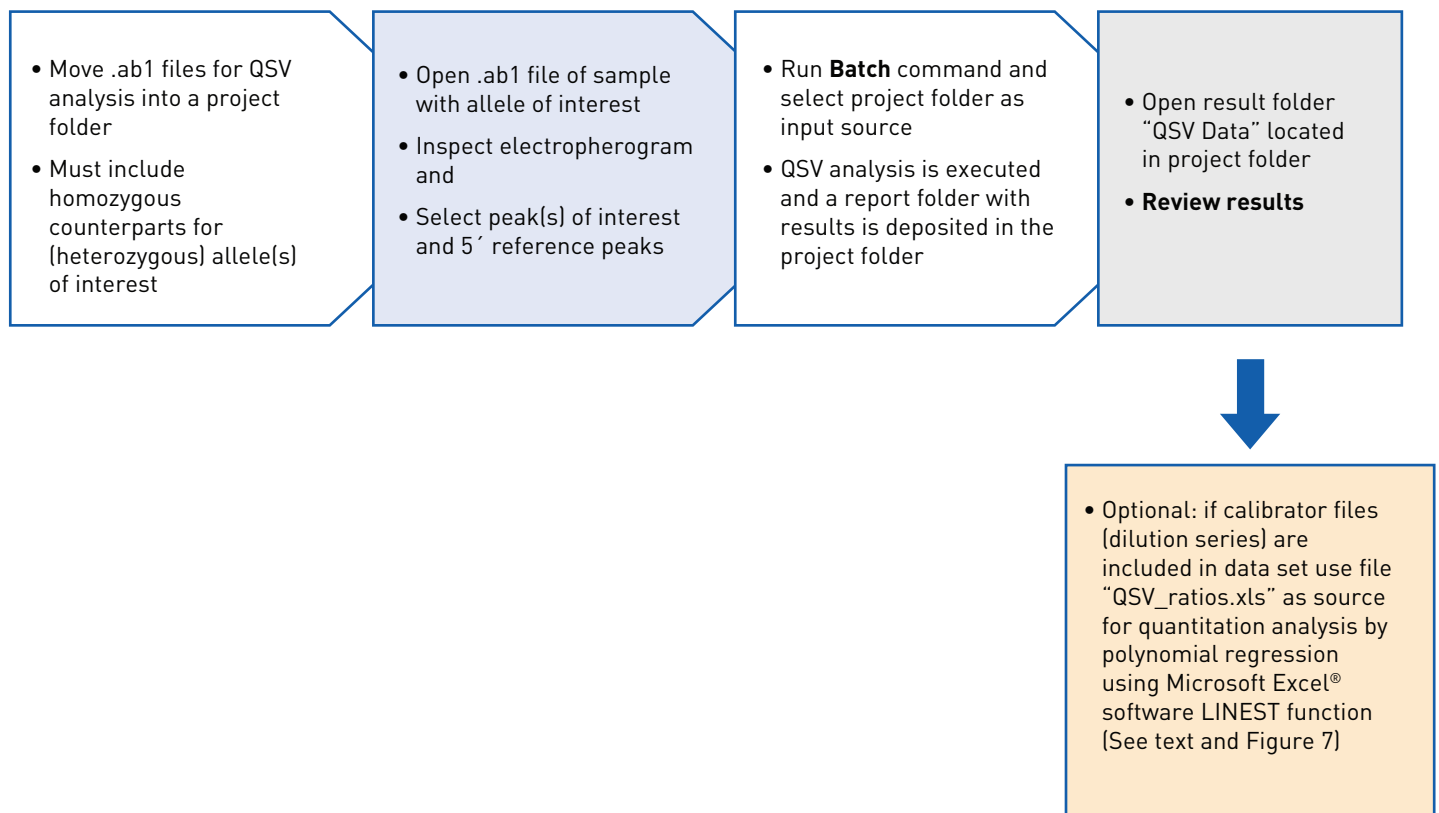 • Move .ab1 files for QSV
analysis into a project
folder
• Must include
homozygous
counterparts for
(heterozygous) allele(s)
of interest
• Open .ab1 file of sample
with allele of interest
• Inspect electropherogram
and
• Select peak(s) of interest
and 5´ reference peaks
• Run Batch command and
select project folder as
input source
• QSV analysis is executed
and a report folder with
results is deposited in the
project folder
• Open result folder
“QSV Data” located
in project folder
• Review results
• Optional: if calibrator files
(dilution series) are
included in data set use file
“QSV_ratios.xls” as source
for quantitation analysis by
polynomial regression
using Microsoft Excel®
software LINEST function
(See text and Figure 7)